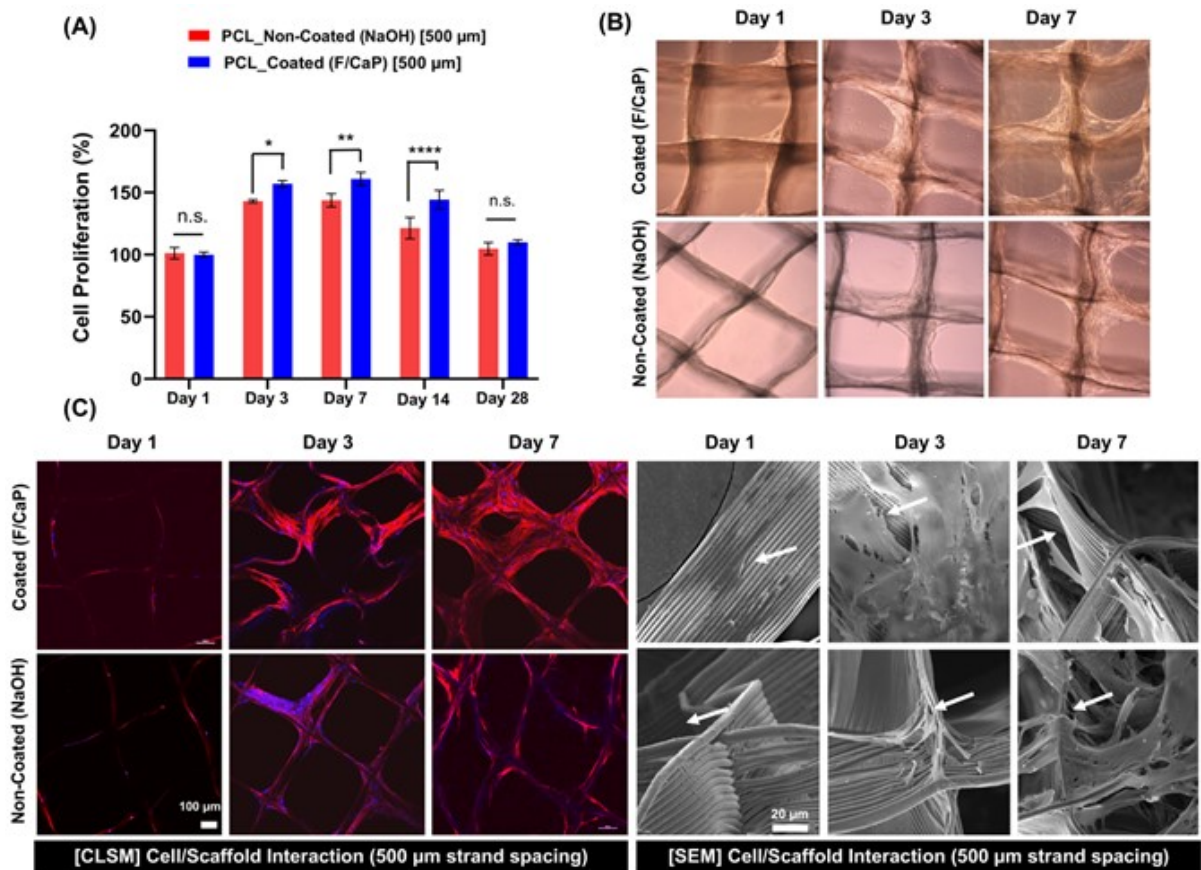 (A)
PCL_Non-Coated (NaOH) [500 µm]
PCL_Coated (F/CaP) [500 µm]
Cell Proliferation (%)
200
150
100
50
0
n.s.
*
**
****
n.s.
Day 1 Day 3 Day 7 Day 14 Day 28
(B)
Day 1 Day 3 Day 7
Coated (F/CaP)
Non-Coated (NaOH)
(C)
Day 1 Day 3 Day 7 Day 1 Day 3 Day 7
Coated (F/CaP)
Non-Coated (NaOH)
100 µm
20 µm
[CLSM] Cell/Scaffold Interaction (500 µm strand spacing)
[SEM] Cell/Scaffold Interaction (500 µm strand spacing)